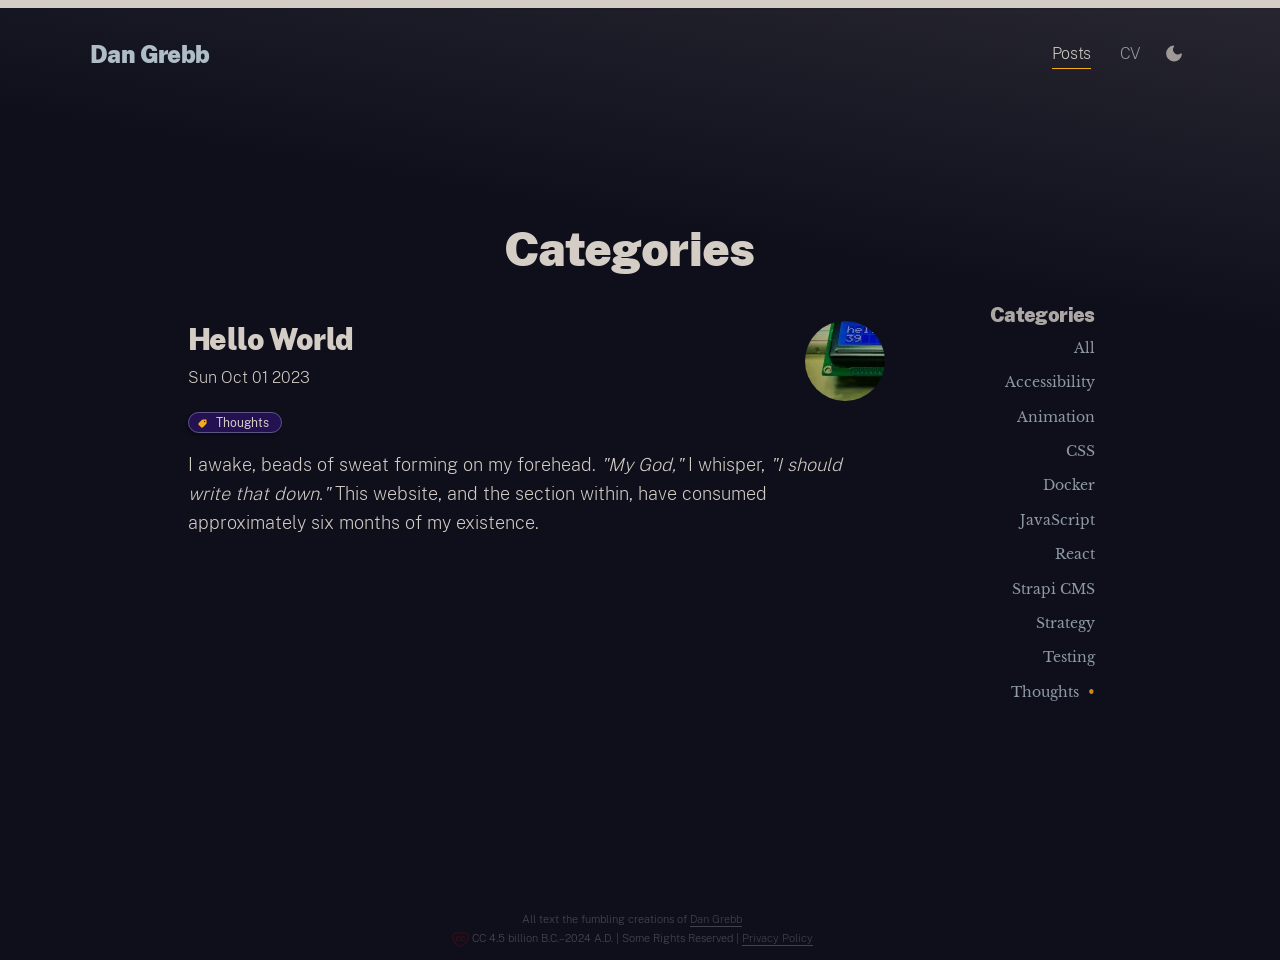 Dan Grebb
Posts
CV
Categories
Hello World
Sun Oct 01 2023
Thoughts
I awake, beads of sweat forming on my forehead. "My God," I whisper, "I should
write that down." This website, and the section within, have consumed
approximately six months of my existence.
Categories
All
Accessibility
Animation
CSS
Docker
JavaScript
React
Strapi CMS
Strategy
Testing
Thoughts •
All text the fumbling creations of Dan Grebb
CC 4.5 billion B.C.–2024 A.D. | Some Rights Reserved | Privacy Policy